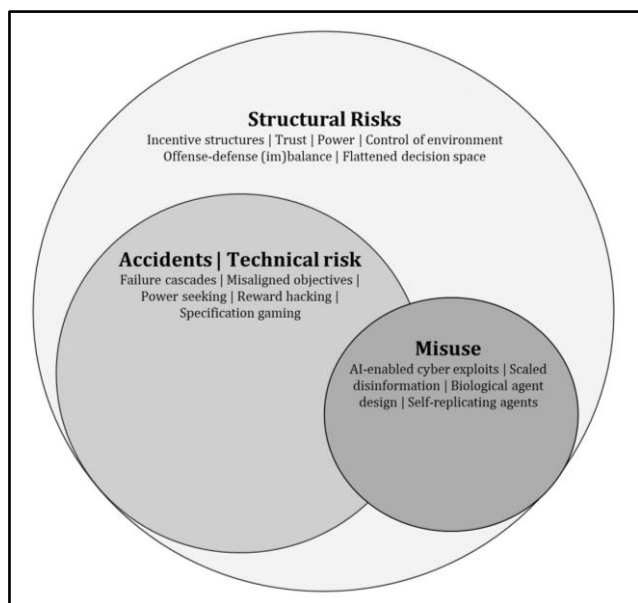 Structural Risks
Incentive structures | Trust | Power | Control of environment
Offense-defense (im)balance | Flattened decision space
Accidents | Technical risk
Failure cascades | Misaligned objectives |
Power seeking | Reward hacking |
Specification gaming
Misuse
AI-enabled cyber exploits | Scaled
disinformation | Biological agent
design | Self-replicating agents